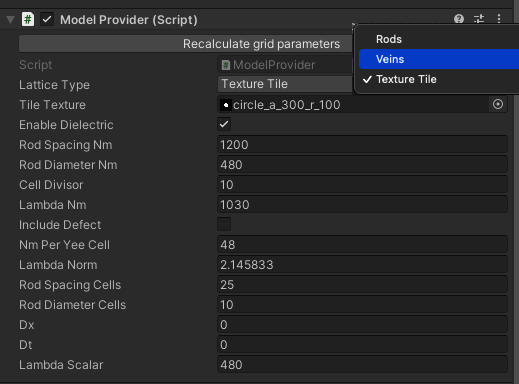 # Model Provider (Script)
Recalculate grid parameters
Rods
Veins
Texture Tile
Script # ModelProvider
Lattice Type Texture Tile
Tile Texture circle_a_300_r_100
Enable Dielectric
Rod Spacing Nm 1200
Rod Diameter Nm 480
Cell Divisor 10
Lambda Nm 1030
Include Defect
Nm Per Yee Cell 48
Lambda Norm 2.145833
Rod Spacing Cells 25
Rod Diameter Cells 10
Dx 0
Dt 0
Lambda Scalar 480